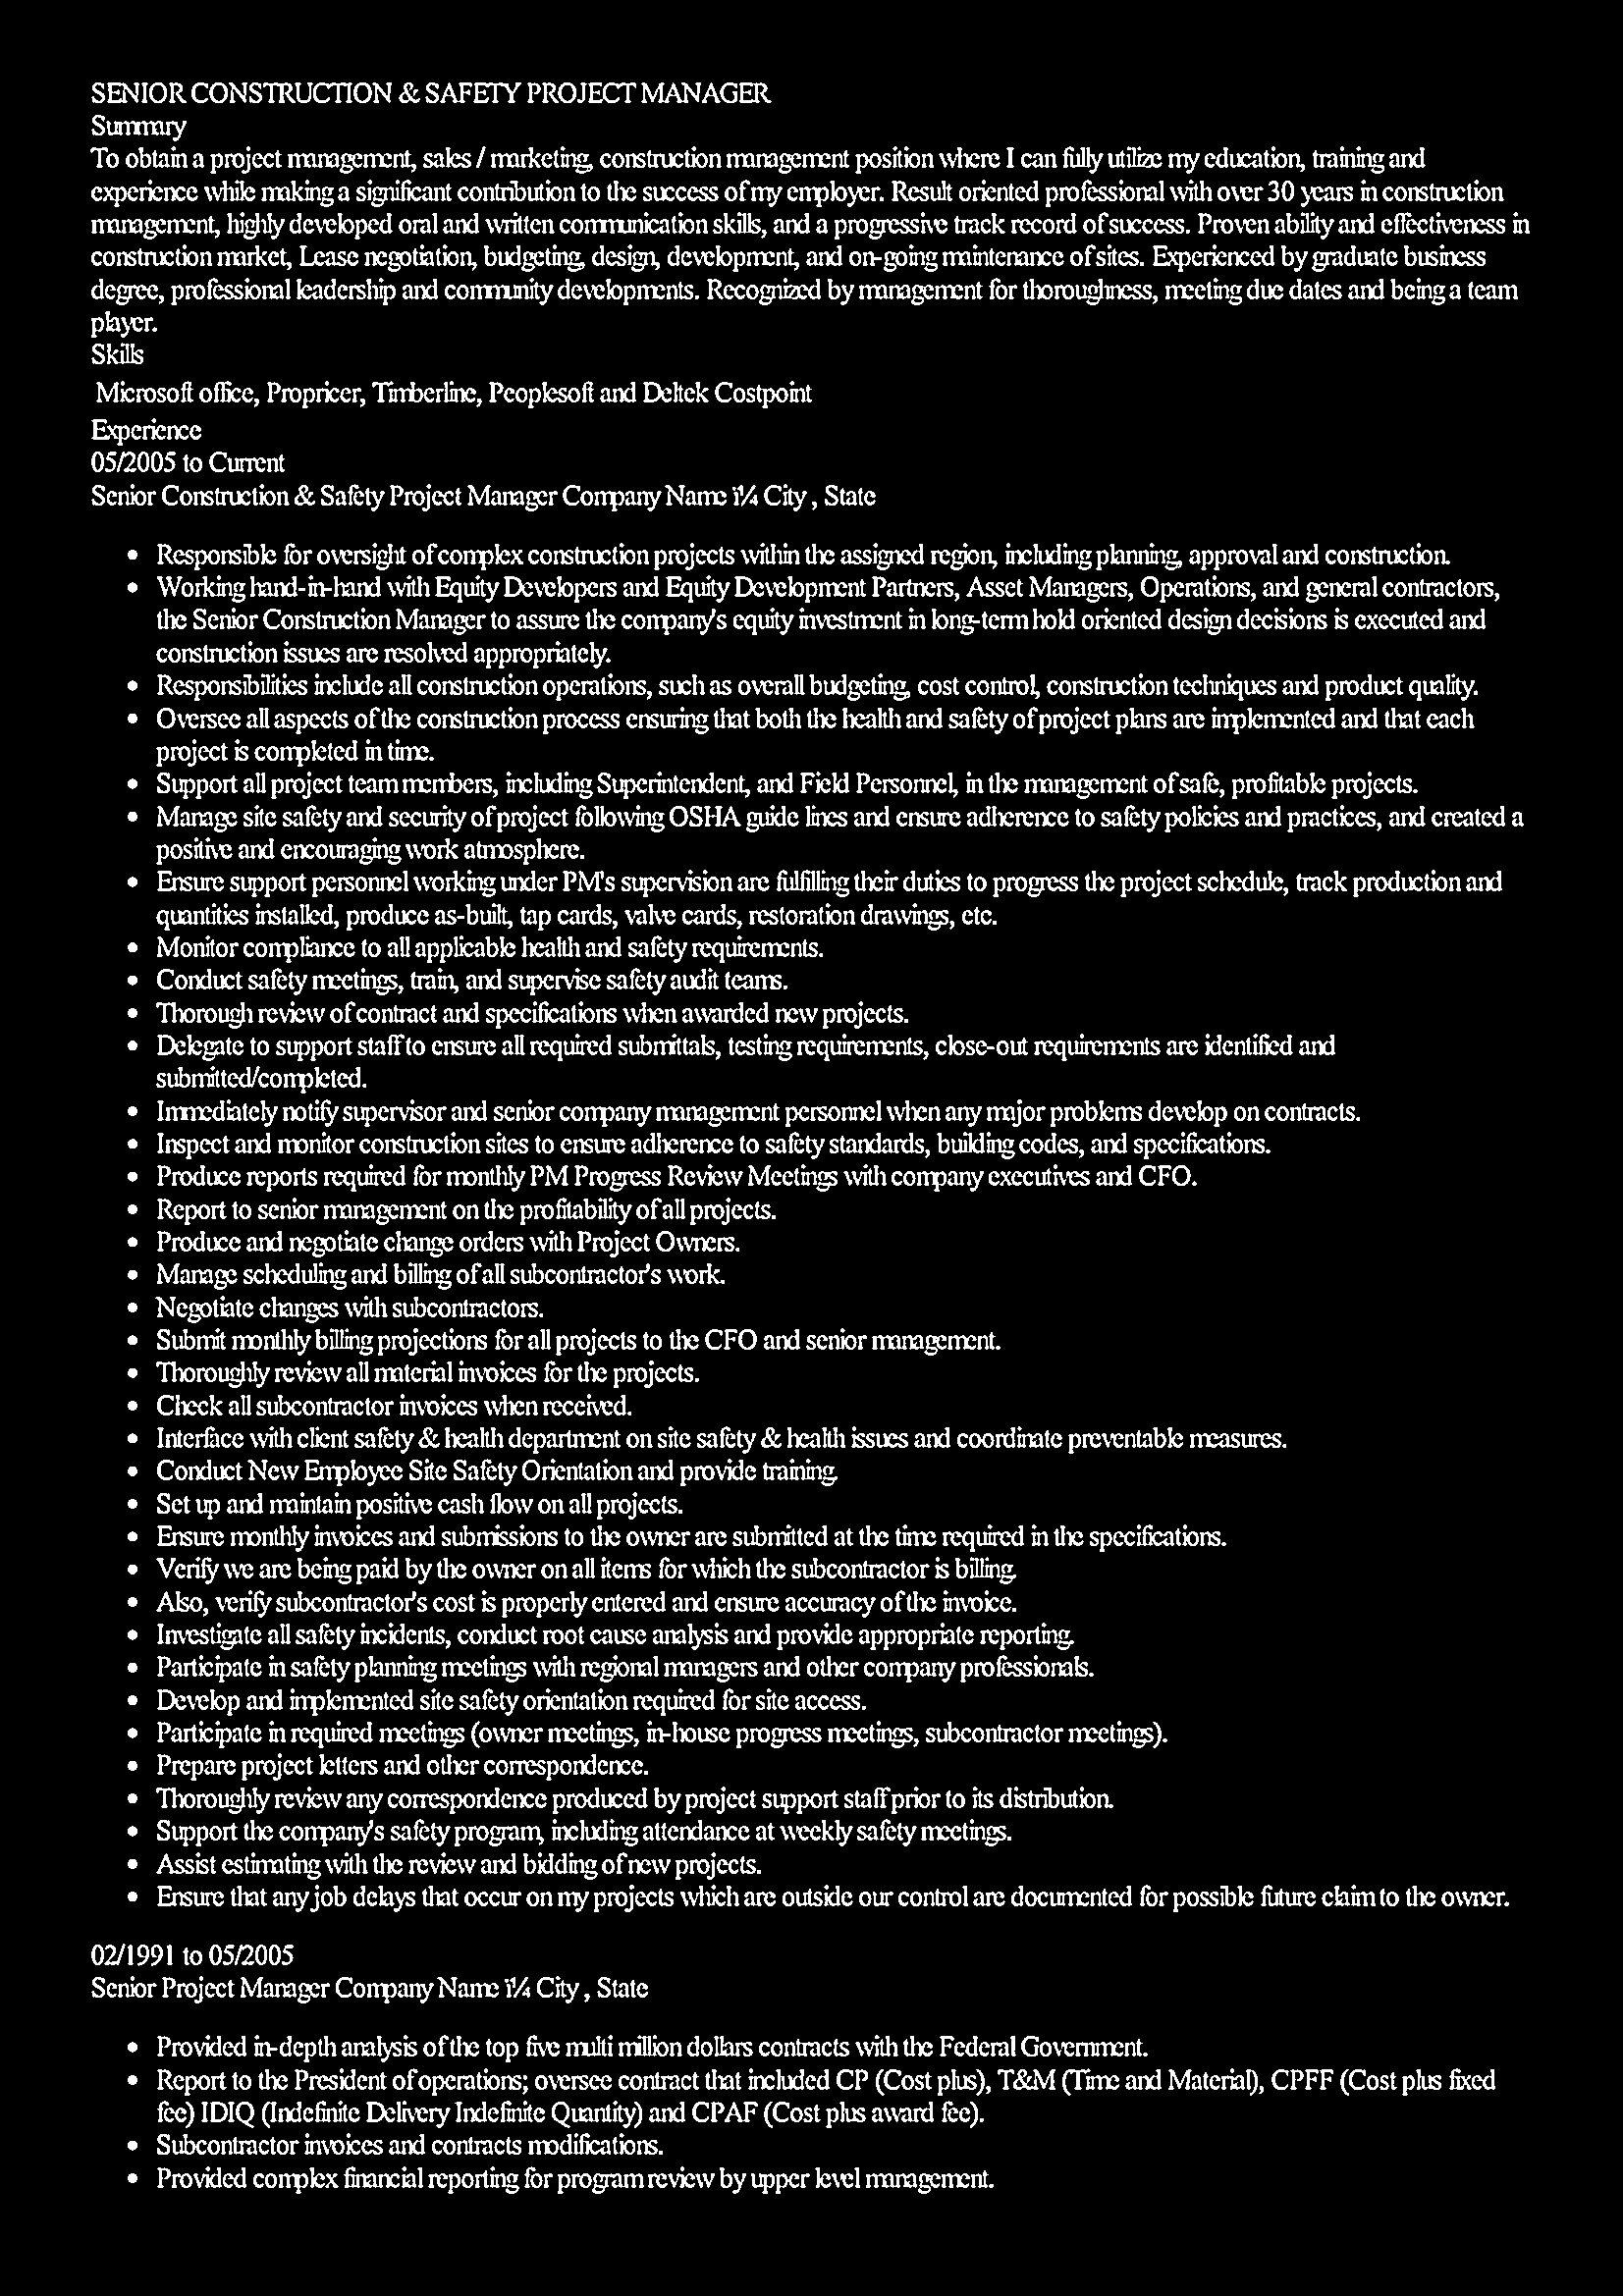 SENIOR CONSTRUCTION & SAFETY PROJECT MANAGER
Summary
To obtain a project management, sales / marketing, construction management position where I can fully utilize my education, training and
experience while making a significant contribution to the success of my employer. Result oriented professional with over 30 years in construction
management, highly developed oral and written communication skills, and a progressive track record of success. Proven ability and effectiveness in
construction market, Lease negotiation, budgeting, design, development, and on-going maintenance of sites. Experienced by graduate business
degree, professional leadership and community developments. Recognized by management for thoroughness, meeting due dates and being a team
player.
Skills
Microsoft office, Propricer, Timberline, Peoplesoft and Deltek Costpoint
Experience
05/2005 to Current
Senior Construction & Safety Project Manager Company Name ï¼ City , State
• Responsible for oversight of complex construction projects within the assigned region, including planning, approval and construction.
• Working hand-in-hand with Equity Developers and Equity Development Partners, Asset Managers, Operations, and general contractors,
the Senior Construction Manager to assure the company's equity investment in long-term hold oriented design decisions is executed and
construction issues are resolved appropriately.
• Responsibilities include all construction operations, such as overall budgeting, cost control, construction techniques and product quality.
• Oversee all aspects of the construction process ensuring that both the health and safety of project plans are implemented and that each
project is completed in time.
• Support all project team members, including Superintendent, and Field Personnel, in the management of safe, profitable projects.
• Manage site safety and security of project following OSHA guide lines and ensure adherence to safety policies and practices, and created a
positive and encouraging work atmosphere.
• Ensure support personnel working under PM's supervision are fulfilling their duties to progress the project schedule, track production and
quantities installed, produce as-built, tap cards, valve cards, restoration drawings, etc.
• Monitor compliance to all applicable health and safety requirements.
• Conduct safety meetings, train, and supervise safety audit teams.
• Thorough review of contract and specifications when awarded new projects.
• Delegate to support staff to ensure all required submittals, testing requirements, close-out requirements are identified and
submitted/completed.
• Immediately notify supervisor and senior company management personnel when any major problems develop on contracts.
• Inspect and monitor construction sites to ensure adherence to safety standards, building codes, and specifications.
• Produce reports required for monthly PM Progress Review Meetings with company executives and CFO.
• Report to senior management on the profitability of all projects.
• Produce and negotiate change orders with Project Owners.
• Manage scheduling and billing of all subcontractor's work.
• Negotiate changes with subcontractors.
• Submit monthly billing projections for all projects to the CFO and senior management.
• Thoroughly review all material invoices for the projects.
• Check all subcontractor invoices when received.
• Interface with client safety & health department on site safety & health issues and coordinate preventable measures.
• Conduct New Employee Site Safety Orientation and provide training.
• Set up and maintain positive cash flow on all projects.
• Ensure monthly invoices and submissions to the owner are submitted at the time required in the specifications.
• Verify we are being paid by the owner on all items for which the subcontractor is billing.
• Also, verify subcontractor's cost is properly entered and ensure accuracy of the invoice.
• Investigate all safety incidents, conduct root cause analysis and provide appropriate reporting.
• Participate in safety planning meetings with regional managers and other company professionals.
• Develop and implemented site safety orientation required for site access.
• Participate in required meetings (owner meetings, in-house progress meetings, subcontractor meetings).
• Prepare project letters and other correspondence.
• Thoroughly review any correspondence produced by project support staff prior to its distribution.
• Support the company's safety program, including attendance at weekly safety meetings.
• Assist estimating with the review and bidding of new projects.
• Ensure that any job delays that occur on my projects which are outside our control are documented for possible future claim to the owner.
02/1991 to 05/2005
Senior Project Manager Company Name ï¼ City , State
• Provided in-depth analysis of the top five multi million dollars contracts with the Federal Government.
• Report to the President of operations; oversee contract that included CP (Cost plus), T&M (Time and Material), CPFF (Cost plus fixed
fee) IDIQ (Indefinite Delivery Indefinite Quantity) and CPAF (Cost plus award fee).
• Subcontractor invoices and contracts modifications.
• Provided complex financial reporting for program review by upper level management.